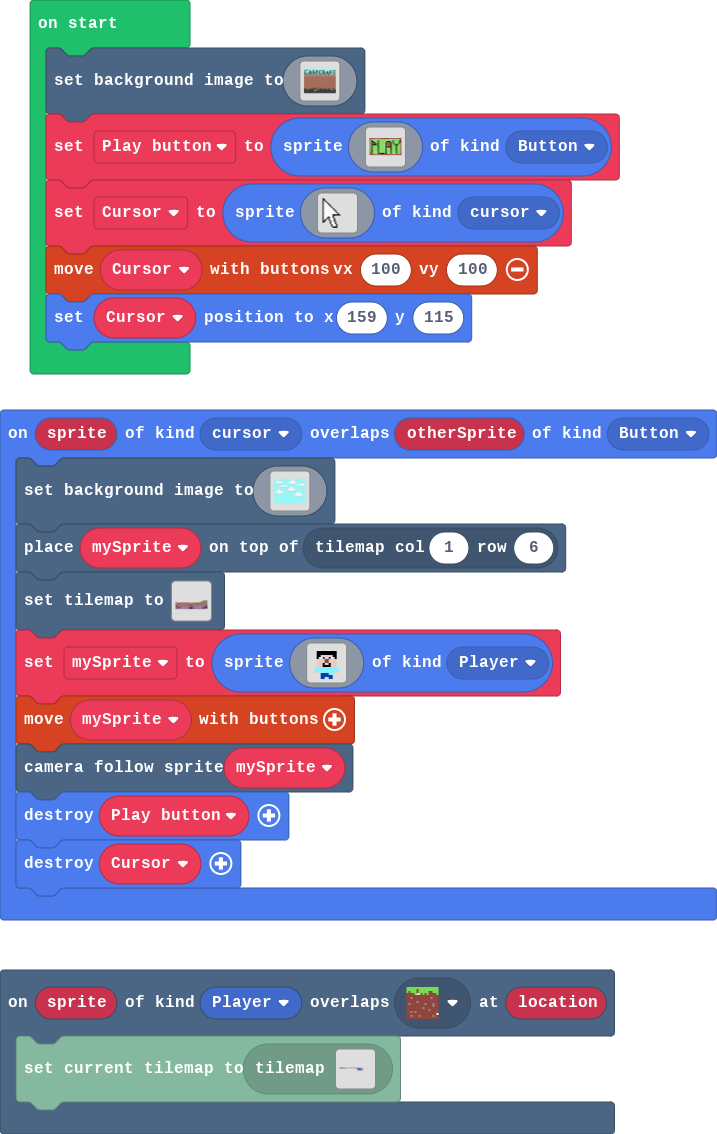 on start
set background image to
set Play button to sprite PLAY of kind Button
set Cursor to sprite of kind cursor
move Cursor with buttons vx 100 vy 100
set Cursor position to x 159 y 115
on sprite of kind cursor overlaps otherSprite of kind Button
set background image to
place mySprite on top of tilemap col 1 row 6
set tilemap to
set mySprite to sprite of kind Player
move mySprite with buttons
camera follow sprite mySprite
destroy Play button
destroy Cursor
on sprite of kind Player overlaps at location
set current tilemap to tilemap